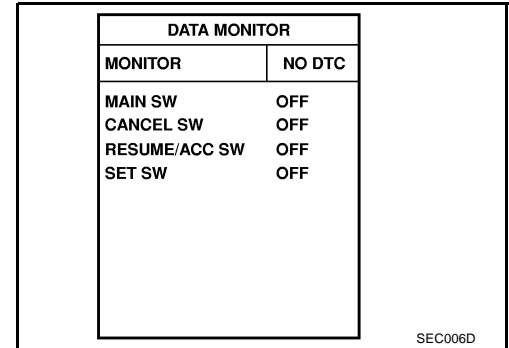 DATA MONITOR
MONITOR NO DTC
MAIN SW OFF
CANCEL SW OFF
RESUME/ACC SW OFF
SET SW OFF
SEC006D